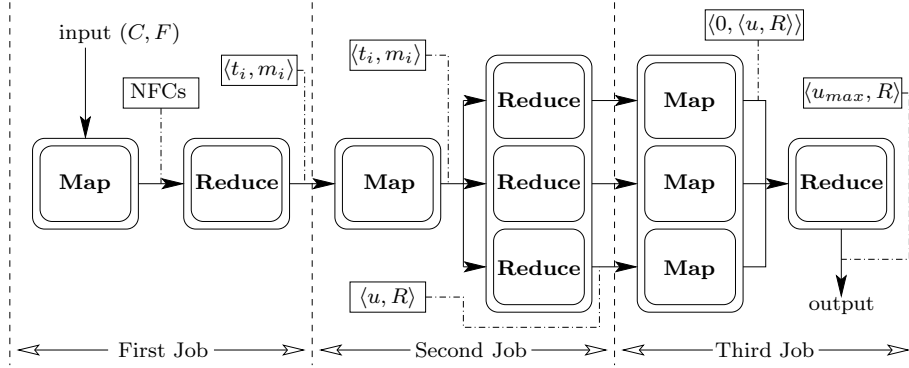 input (C, F)
⟨t_i, m_i⟩
⟨t_i, m_i⟩
⟨0, ⟨u, R⟩⟩
NFCs
⟨u_max, R⟩
Reduce
Map
Map
Reduce
Map
Reduce
Map
Reduce
Reduce
Map
⟨u, R⟩
output
First Job
Second Job
Third Job